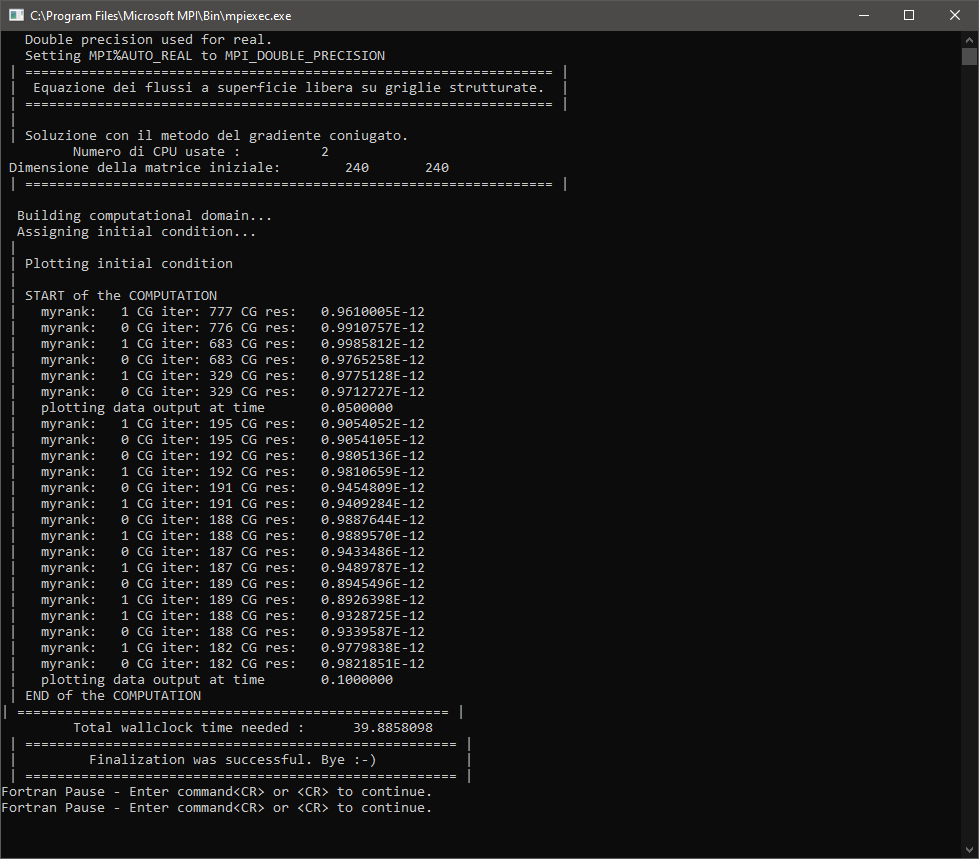 C:\Program Files\Microsoft MPI\Bin\mpiexec.exe
   Double precision used for real.
   Setting MPI%AUTO_REAL to MPI_DOUBLE_PRECISION
 | ================================================================== |
 |  Equazione dei flussi a superficie libera su griglie strutturate.  |
 | ================================================================== |
 |
 | Soluzione con il metodo del gradiente coniugato.
         Numero di CPU usate :          2
 Dimensione della matrice iniziale:        240       240
 | ================================================================== |
  Building computational domain...
  Assigning initial condition...
 |
 | Plotting initial condition
 |
 | START of the COMPUTATION
 |   myrank:   1 CG iter: 777 CG res:   0.9610005E-12
 |   myrank:   0 CG iter: 776 CG res:   0.9910757E-12
 |   myrank:   1 CG iter: 683 CG res:   0.9985812E-12
 |   myrank:   0 CG iter: 683 CG res:   0.9765258E-12
 |   myrank:   1 CG iter: 329 CG res:   0.9775128E-12
 |   myrank:   0 CG iter: 329 CG res:   0.9712727E-12
 |   plotting data output at time       0.0500000
 |   myrank:   1 CG iter: 195 CG res:   0.9054052E-12
 |   myrank:   0 CG iter: 195 CG res:   0.9054105E-12
 |   myrank:   0 CG iter: 192 CG res:   0.9805136E-12
 |   myrank:   1 CG iter: 192 CG res:   0.9810659E-12
 |   myrank:   0 CG iter: 191 CG res:   0.9454809E-12
 |   myrank:   1 CG iter: 191 CG res:   0.9409284E-12
 |   myrank:   0 CG iter: 188 CG res:   0.9887644E-12
 |   myrank:   1 CG iter: 188 CG res:   0.9889570E-12
 |   myrank:   0 CG iter: 187 CG res:   0.9433486E-12
 |   myrank:   1 CG iter: 187 CG res:   0.9489787E-12
 |   myrank:   0 CG iter: 189 CG res:   0.8945496E-12
 |   myrank:   1 CG iter: 189 CG res:   0.8926398E-12
 |   myrank:   1 CG iter: 188 CG res:   0.9328725E-12
 |   myrank:   0 CG iter: 188 CG res:   0.9339587E-12
 |   myrank:   1 CG iter: 182 CG res:   0.9779838E-12
 |   myrank:   0 CG iter: 182 CG res:   0.9821851E-12
 |   plotting data output at time       0.1000000
 | END of the COMPUTATION
| ====================================================== |
         Total wallclock time needed :      39.8858098
 | ====================================================== |
 |         Finalization was successful. Bye :-)           |
 | ====================================================== |
Fortran Pause - Enter command<CR> or <CR> to continue.
Fortran Pause - Enter command<CR> or <CR> to continue.